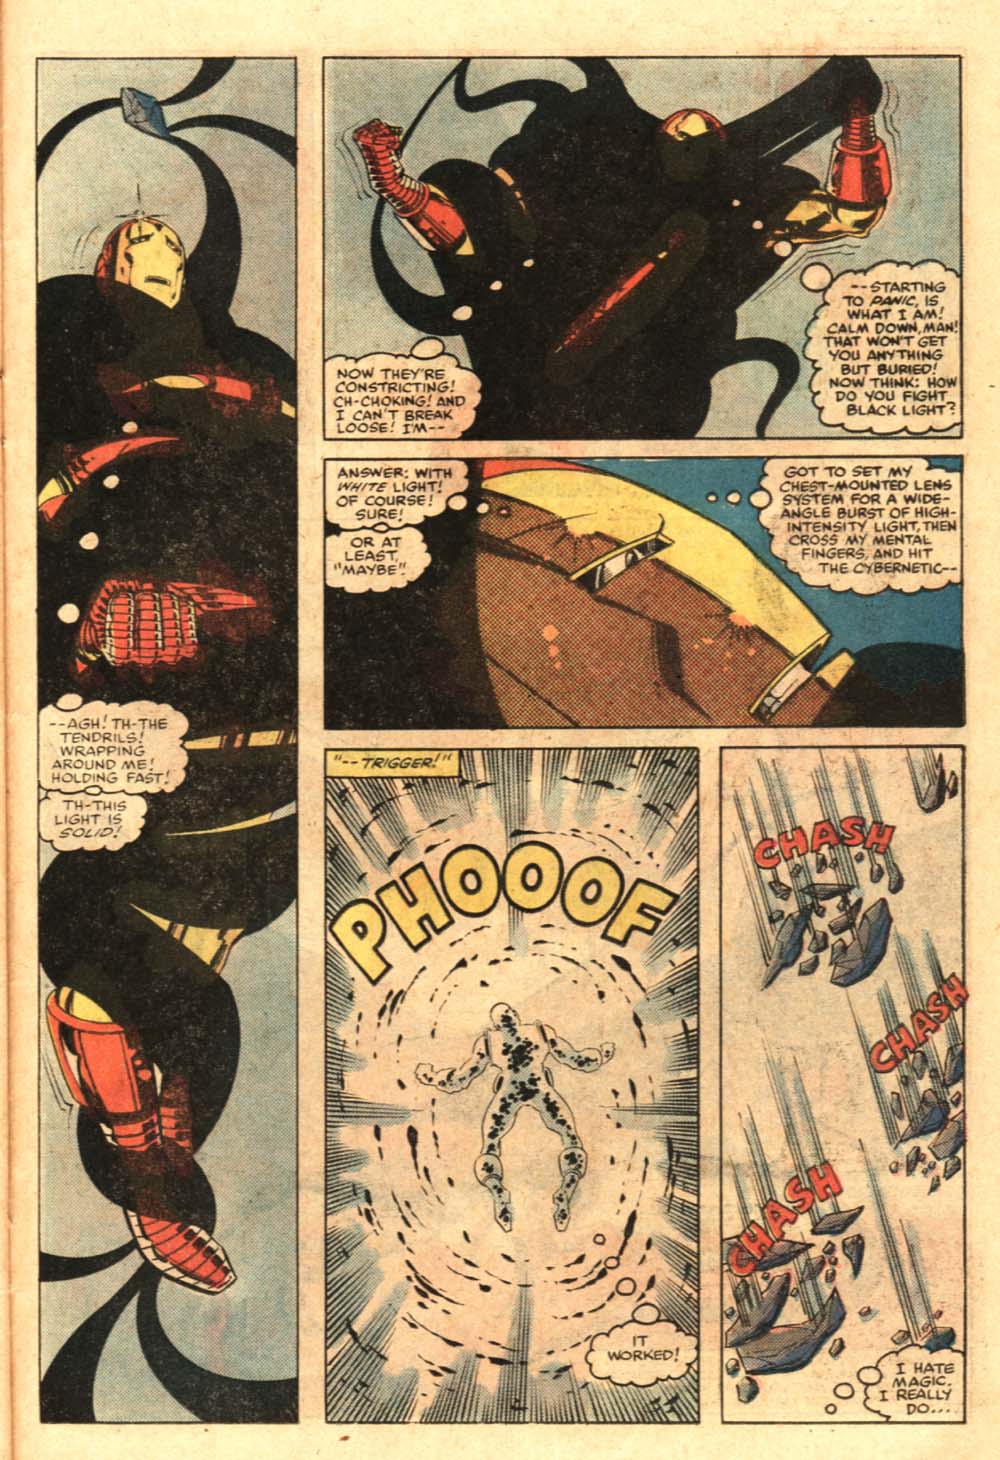 --AGH! TH-THE
TENDRILS!
WRAPPING
AROUND ME!
HOLDING FAST!
TH-THIS
LIGHT IS
SOLID!
NOW THEY'RE
CONSTRICTING!
CH-CHOKING! AND
I CAN'T BREAK
LOOSE! I'M--
--STARTING
TO PANIC, IS
WHAT I AM!
CALM DOWN, MAN!
THAT WON'T GET
YOU ANYTHING
BUT BURIED!
NOW THINK: HOW
DO YOU FIGHT
BLACK LIGHT?
ANSWER: WITH
WHITE LIGHT!
OF COURSE!
SURE!
OR AT
LEAST,
"MAYBE".
GOT TO SET MY
CHEST-MOUNTED LENS
SYSTEM FOR A WIDE-
ANGLE BURST OF HIGH-
INTENSITY LIGHT, THEN
CROSS MY MENTAL
FINGERS, AND HIT
THE CYBERNETIC--
"--TRIGGER!"
PHOOOF
IT
WORKED!
CHASH
CHASH
CHASH
I HATE
MAGIC.
I REALLY
DO....